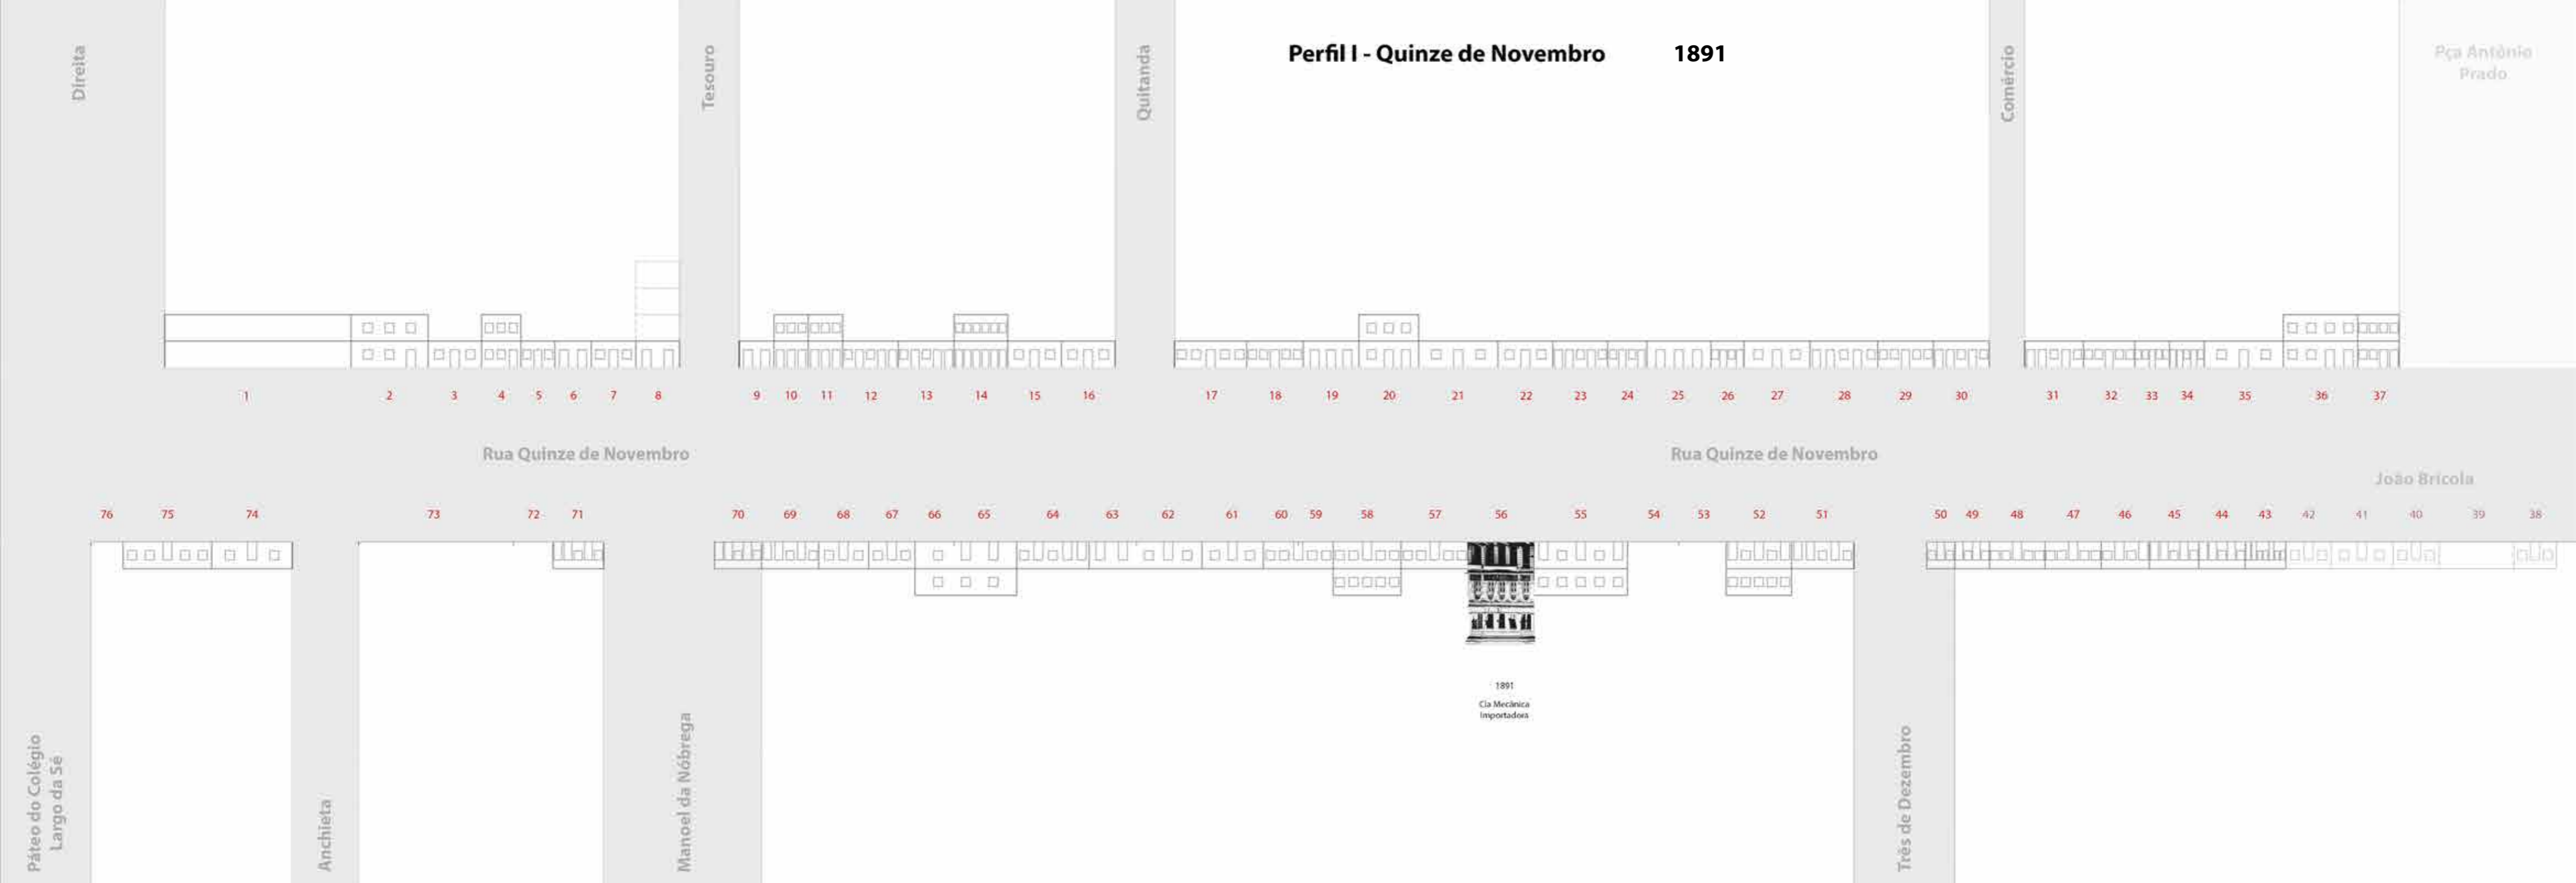 Perfil I - Quinze de Novembro 1891
Direita
Tesouro
Quitanda
Comércio
Pça Antônio
Prado
1 2 3 4 5 6 7 8 9 10 11 12 13 14 15 16 17 18 19 20 21 22 23 24 25 26 27 28 29 30 31 32 33 34 35 36 37
Rua Quinze de Novembro Rua Quinze de Novembro
João Brícola
76 75 74 73 72 71 70 69 68 67 66 65 64 63 62 61 60 59 58 57 56 55 54 53 52 51 50 49 48 47 46 45 44 43 42 41 40 39 38
1891
Cia Mecânica
Importadora
Páteo do Colégio
Largo da Sé
Anchieta
Manoel da Nóbrega
Três de Dezembro